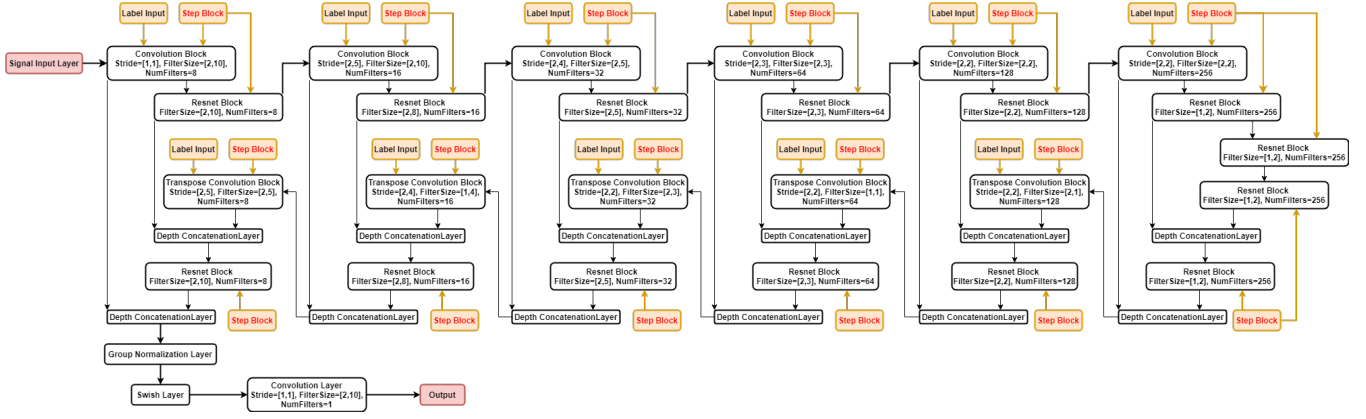 Label Input
Step Block
Label Input
Step Block
Label Input
Step Block
Label Input
Step Block
Label Input
Step Block
Label Input
Step Block
Signal Input Layer
Convolution Block
Stride=[1,1], FilterSize=[2,10],
NumFilters=8
Convolution Block
Stride=[2,5], FilterSize=[2,10],
NumFilters=16
Convolution Block
Stride=[2,4], FilterSize=[2,5],
NumFilters=32
Convolution Block
Stride=[2,3], FilterSize=[2,3],
NumFilters=64
Convolution Block
Stride=[2,2], FilterSize=[2,2],
NumFilters=128
Convolution Block
Stride=[2,2], FilterSize=[2,2],
NumFilters=256
Resnet Block
FilterSize=[2,10], NumFilters=8
Resnet Block
FilterSize=[2,8], NumFilters=16
Resnet Block
FilterSize=[2,5], NumFilters=32
Resnet Block
FilterSize=[2,3], NumFilters=64
Resnet Block
FilterSize=[2,2], NumFilters=128
Resnet Block
FilterSize=[1,2], NumFilters=256
Label Input
Step Block
Label Input
Step Block
Label Input
Step Block
Label Input
Step Block
Label Input
Step Block
Resnet Block
FilterSize=[1,2], NumFilters=256
Transpose Convolution Block
Stride=[2,5], FilterSize=[2,5],
NumFilters=8
Transpose Convolution Block
Stride=[2,4], FilterSize=[1,4],
NumFilters=16
Transpose Convolution Block
Stride=[2,2], FilterSize=[2,3],
NumFilters=32
Transpose Convolution Block
Stride=[2,2], FilterSize=[1,1],
NumFilters=64
Transpose Convolution Block
Stride=[2,2], FilterSize=[2,1],
NumFilters=128
Resnet Block
FilterSize=[1,2], NumFilters=256
Depth ConcatenationLayer
Depth ConcatenationLayer
Depth ConcatenationLayer
Depth ConcatenationLayer
Depth ConcatenationLayer
Depth ConcatenationLayer
Resnet Block
FilterSize=[2,10], NumFilters=8
Resnet Block
FilterSize=[2,8], NumFilters=16
Resnet Block
FilterSize=[2,5], NumFilters=32
Resnet Block
FilterSize=[2,3], NumFilters=64
Resnet Block
FilterSize=[2,2], NumFilters=128
Resnet Block
FilterSize=[1,2], NumFilters=256
Depth ConcatenationLayer
Step Block
Depth ConcatenationLayer
Step Block
Depth ConcatenationLayer
Step Block
Depth ConcatenationLayer
Step Block
Depth ConcatenationLayer
Step Block
Depth ConcatenationLayer
Step Block
Group Normalization Layer
Swish Layer
Convolution Layer
Stride=[1,1], FilterSize=[2,10],
NumFilters=1
Output